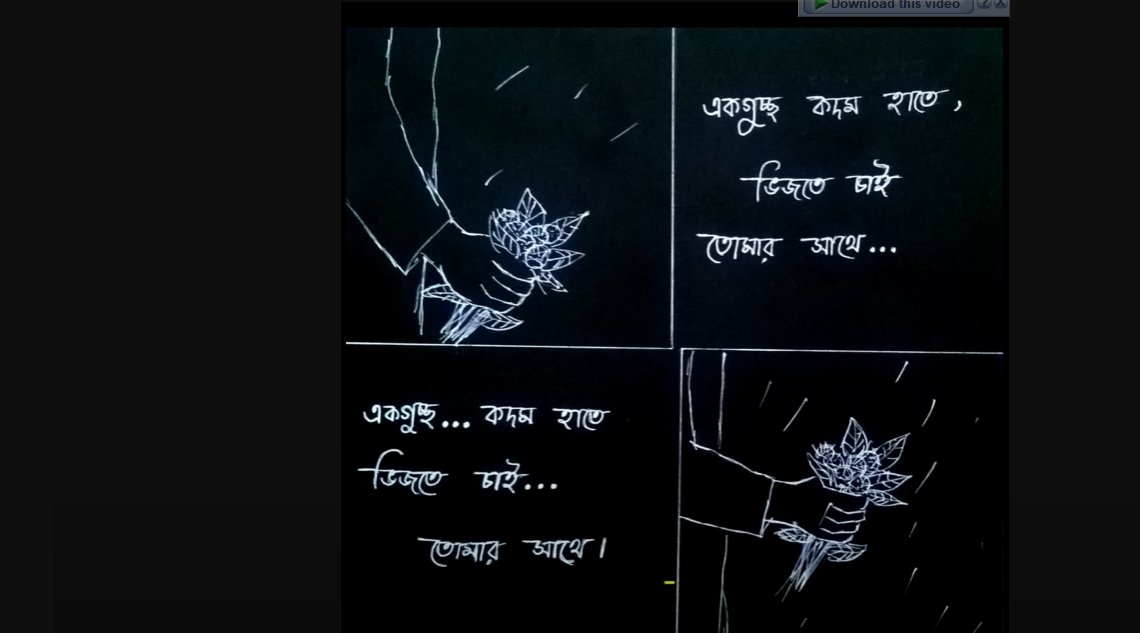 Download this video
একগুচ্ছ কদম হাতে,
ভিজতে চাই
তোমার সাথে...
একগুচ্ছ... কদম হাতে
ভিজতে চাই...
তোমার সাথে।